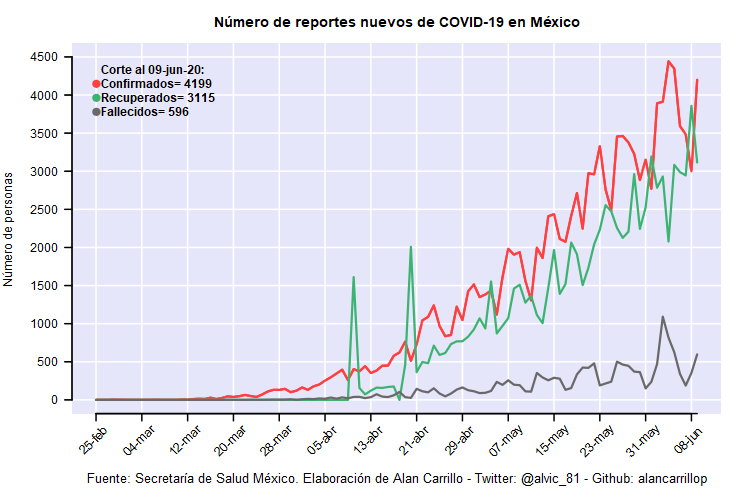 Número de reportes nuevos de COVID-19 en México
Corte al 09-jun-20:
Confirmados= 4199
Recuperados= 3115
Fallecidos= 596
Número de personas
4500
4000
3500
3000
2500
2000
1500
1000
500
0
25-feb
04-mar
12-mar
20-mar
28-mar
05-abr
13-abr
21-abr
29-abr
07-may
15-may
23-may
31-may
08-jun
Fuente: Secretaría de Salud México. Elaboración de Alan Carrillo - Twitter: @alvic_81 - Github: alancarrillop